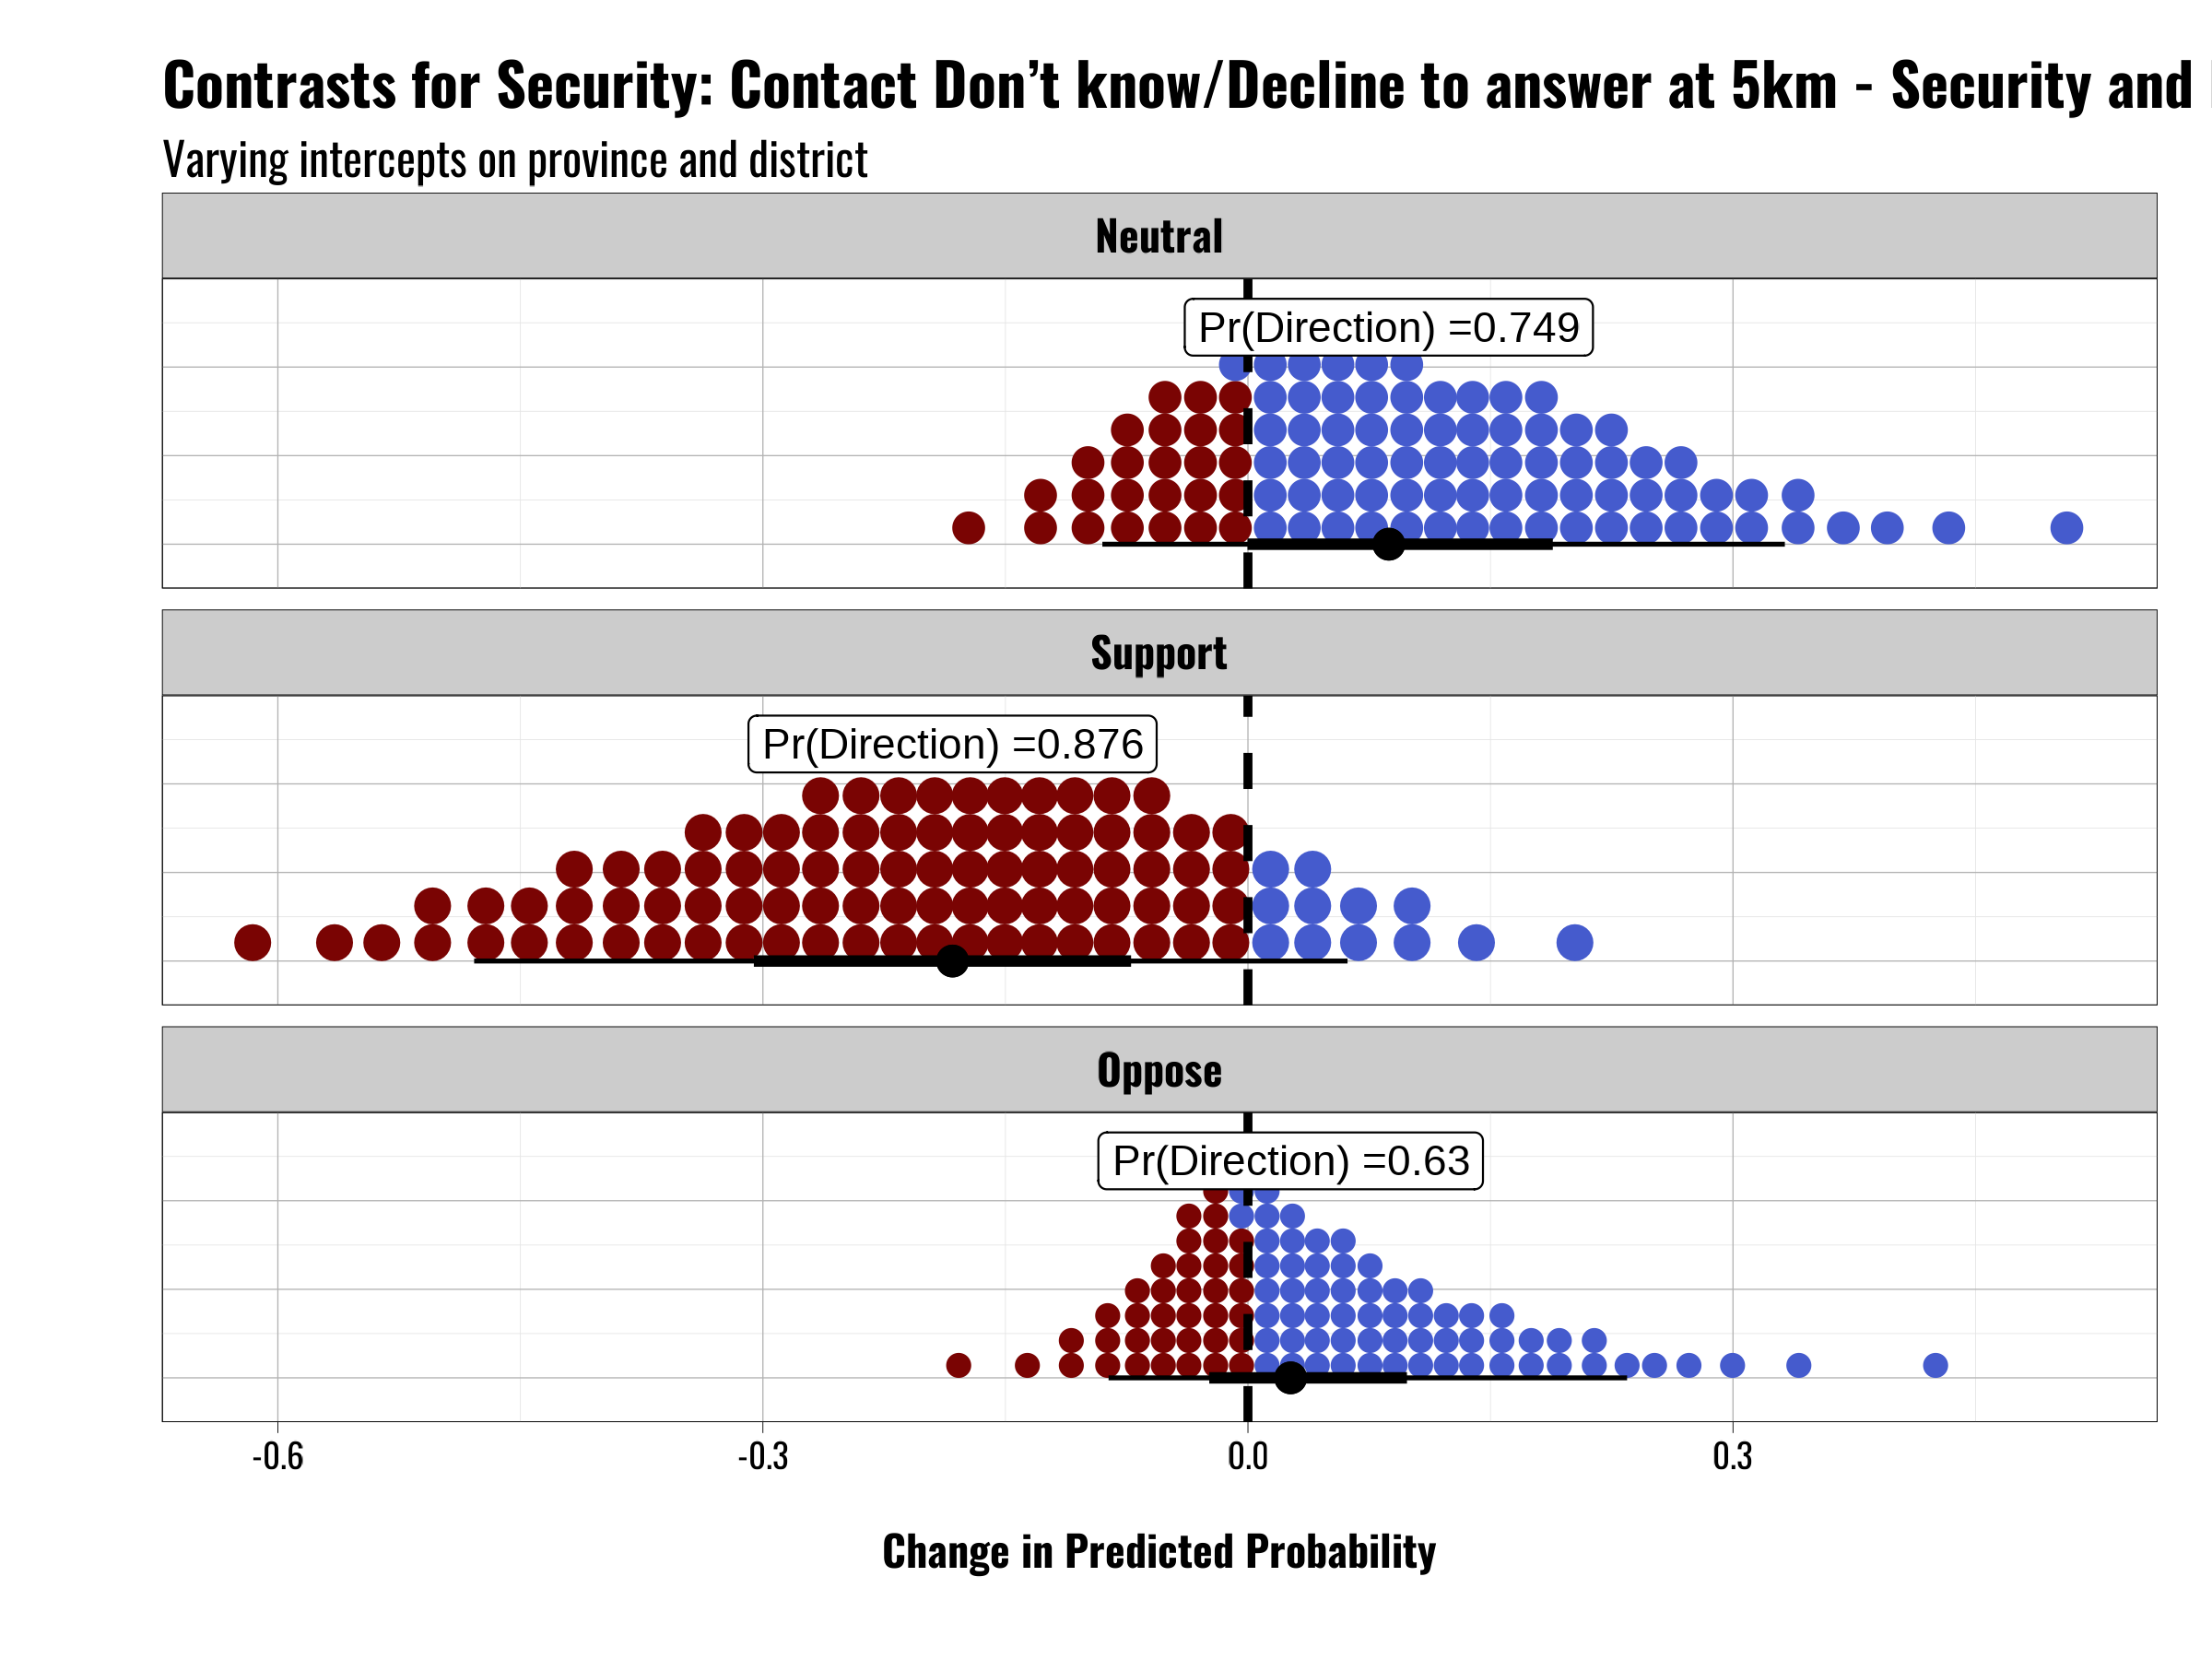 Contrasts for Security: Contact Don’t know/Decline to answer at 5km - Security and
Varying intercepts on province and district
Neutral
Pr(Direction) =0.749
Support
Pr(Direction) =0.876
Oppose
Pr(Direction) =0.63
-0.6 -0.3 0.0 0.3
Change in Predicted Probability